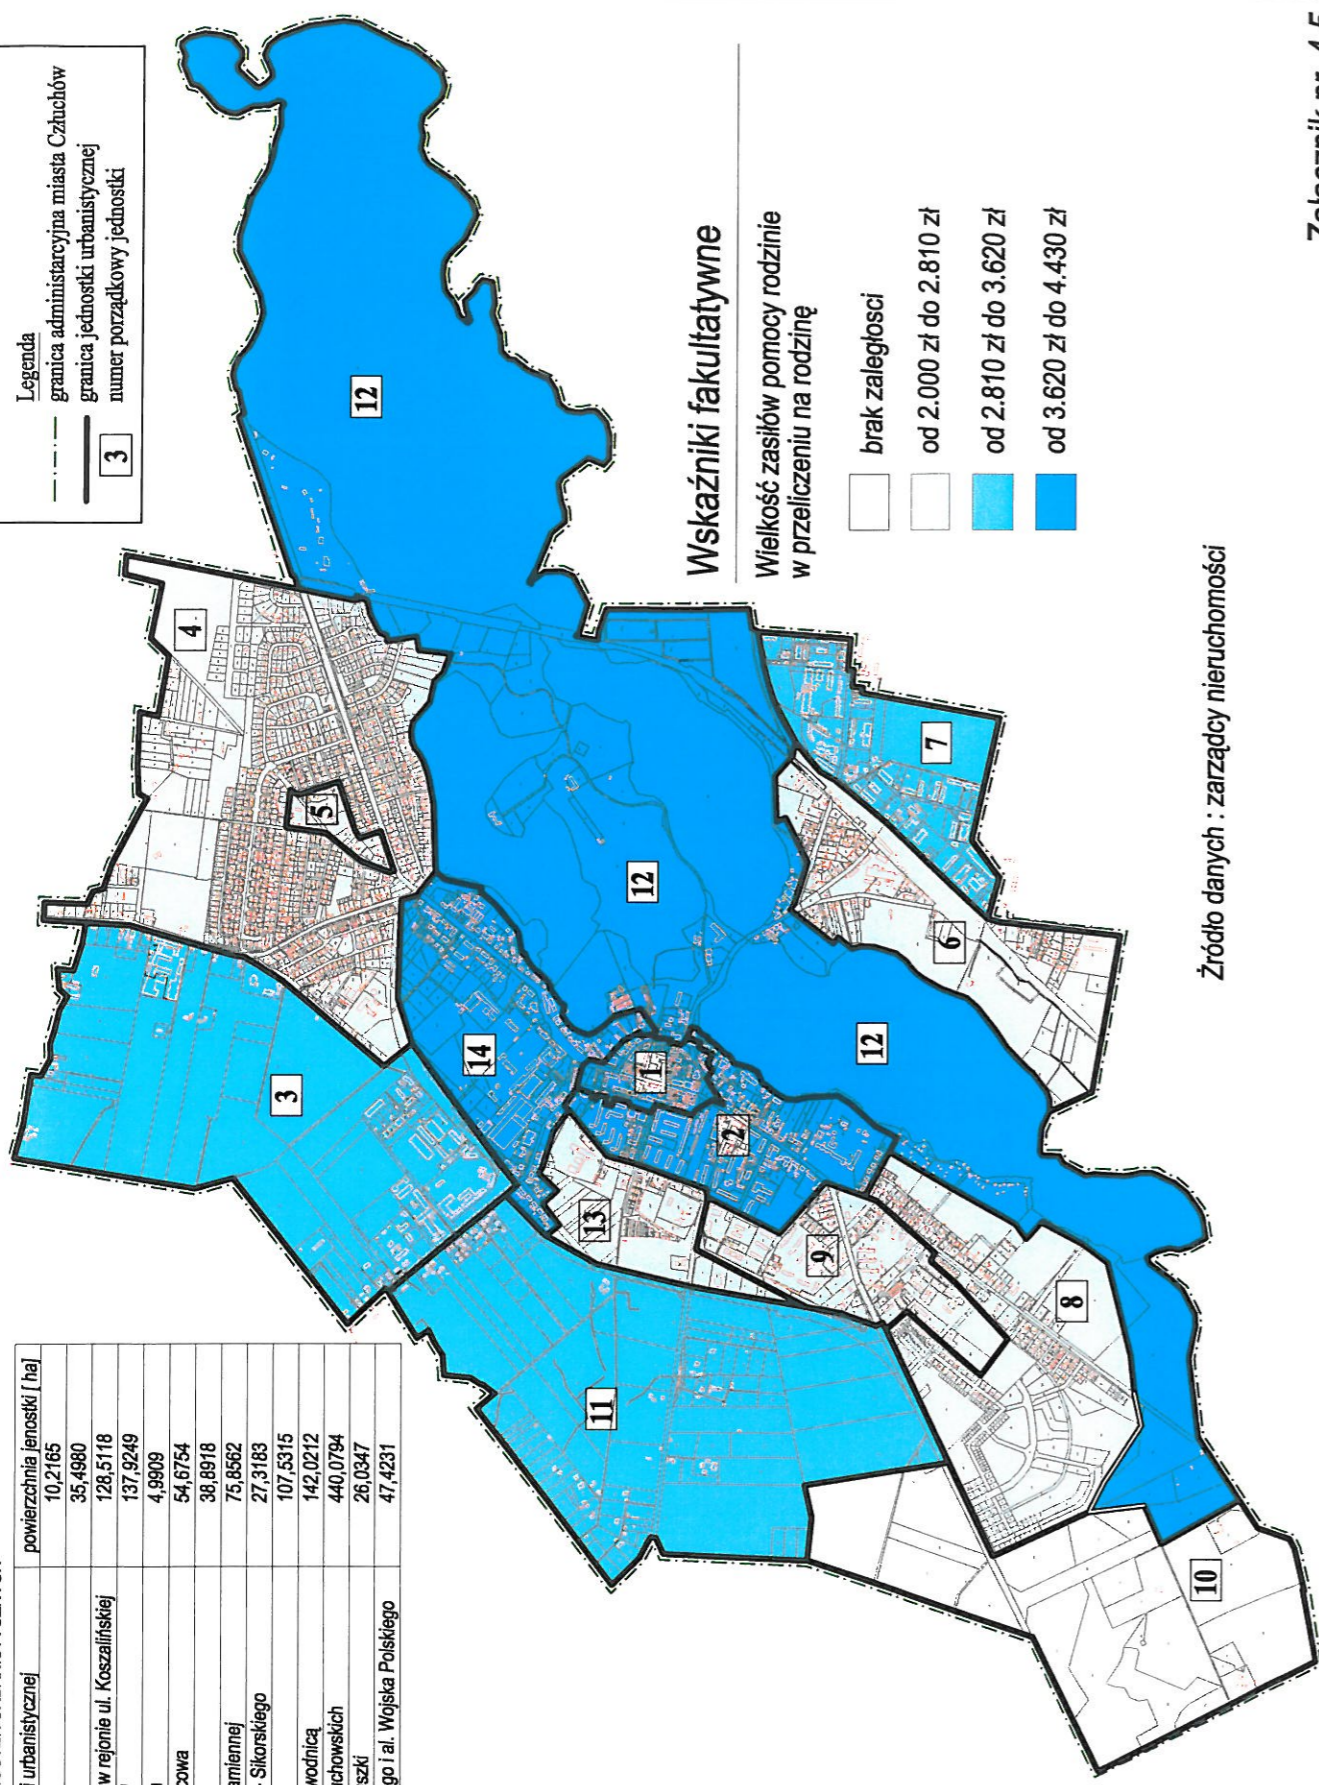 Legenda
granica administarcyjna miasta Człuchów
granica jednostki urbanistycznej
3 numer porządkowy jednostki
i urbanistycznej powierzchnia jenostki [ha]
10,2165
35,4980
w rejonie ul. Koszalińskiej 128,5118
137,9249
4,9909
cowa 54,6754
38,8918
amiennej 75,8562
Sikorskiego 27,3183
107,5315
wodnicą 142,0212
uchowskich 440,0794
szki 26,0347
go i al. Wojska Polskiego 47,4231
Wskaźniki fakultatywne
Wielkość zasiłów pomocy rodzinie
w przeliczeniu na rodzinę
brak zaległosci
od 2.000 zł do 2.810 zł
od 2.810 zł do 3.620 zł
od 3.620 zł do 4.430 zł
Źródło danych : zarządcy nieruchomości
12
4
5
3
14
12
7
1
2
12
6
13
9
8
11
10